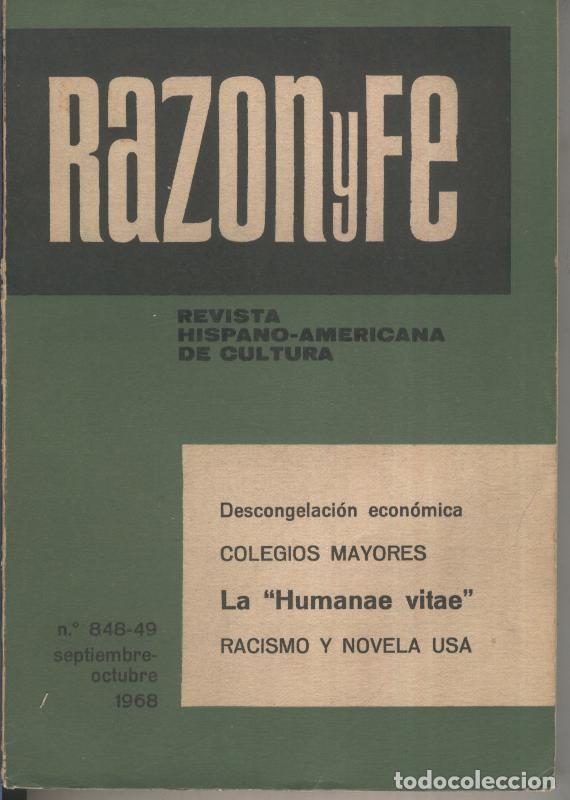 RazonyFe
REVISTA
HISPANO-AMERICANA
DE CULTURA
Descongelación económica
COLEGIOS MAYORES
La "Humanae vitae"
RACISMO Y NOVELA USA
n.° 848-49
septiembre-
octubre
1968
todocoleccion